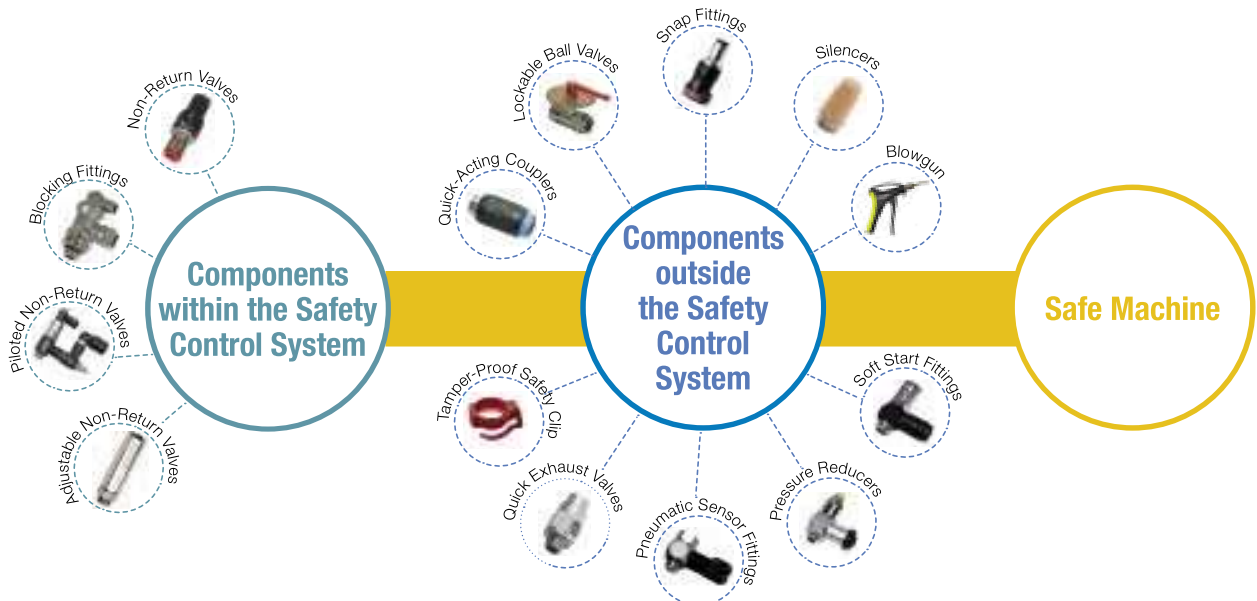 Non-Return Valves
Blocking Fittings
Piloted Non-Return Valves
Adjustable Non-Return Valves
Components
within the Safety
Control System
Snap Fittings
Lockable Ball Valves
Silencers
Quick-Acting Couplers
Blowgun
Components
outside
the Safety
Control
System
Tamper-Proof Safety Clip
Quick Exhaust Valves
Pneumatic Sensor Fittings
Pressure Reducers
Soft Start Fittings
Safe Machine